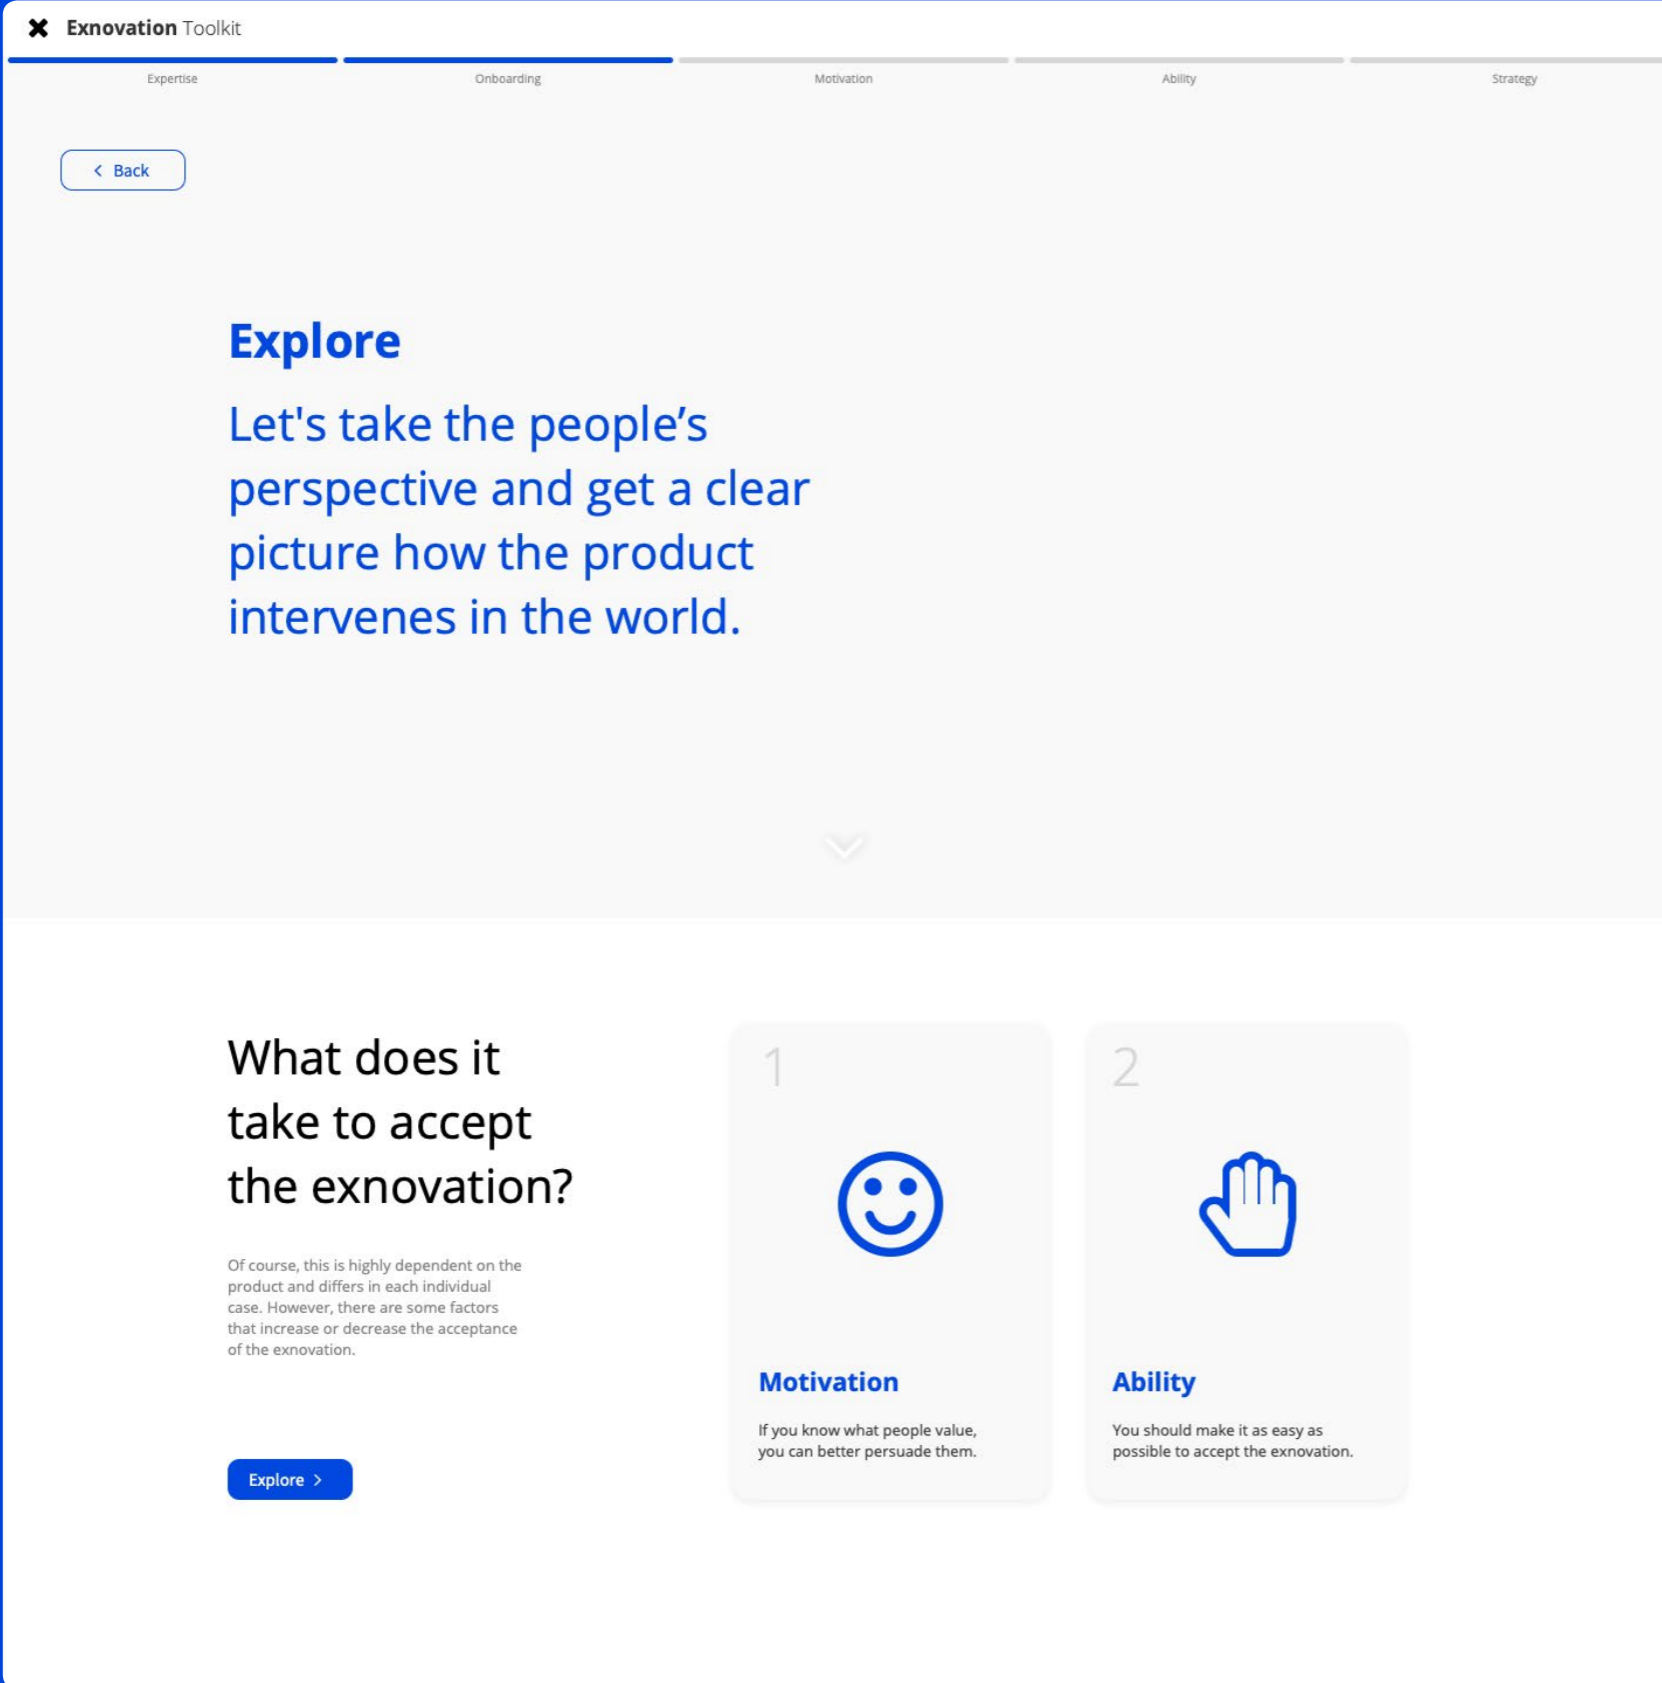 Exnovation Toolkit
Expertise
Onboarding
Motivation
Ability
Strategy
Back
Explore
Let's take the people’s
perspective and get a clear
picture how the product
intervenes in the world.
What does it
take to accept
the exnovation?
Of course, this is highly dependent on the
product and differs in each individual
case. However, there are some factors
that increase or decrease the acceptance
of the exnovation.
Explore
1
Motivation
If you know what people value,
you can better persuade them.
2
Ability
You should make it as easy as
possible to accept the exnovation.